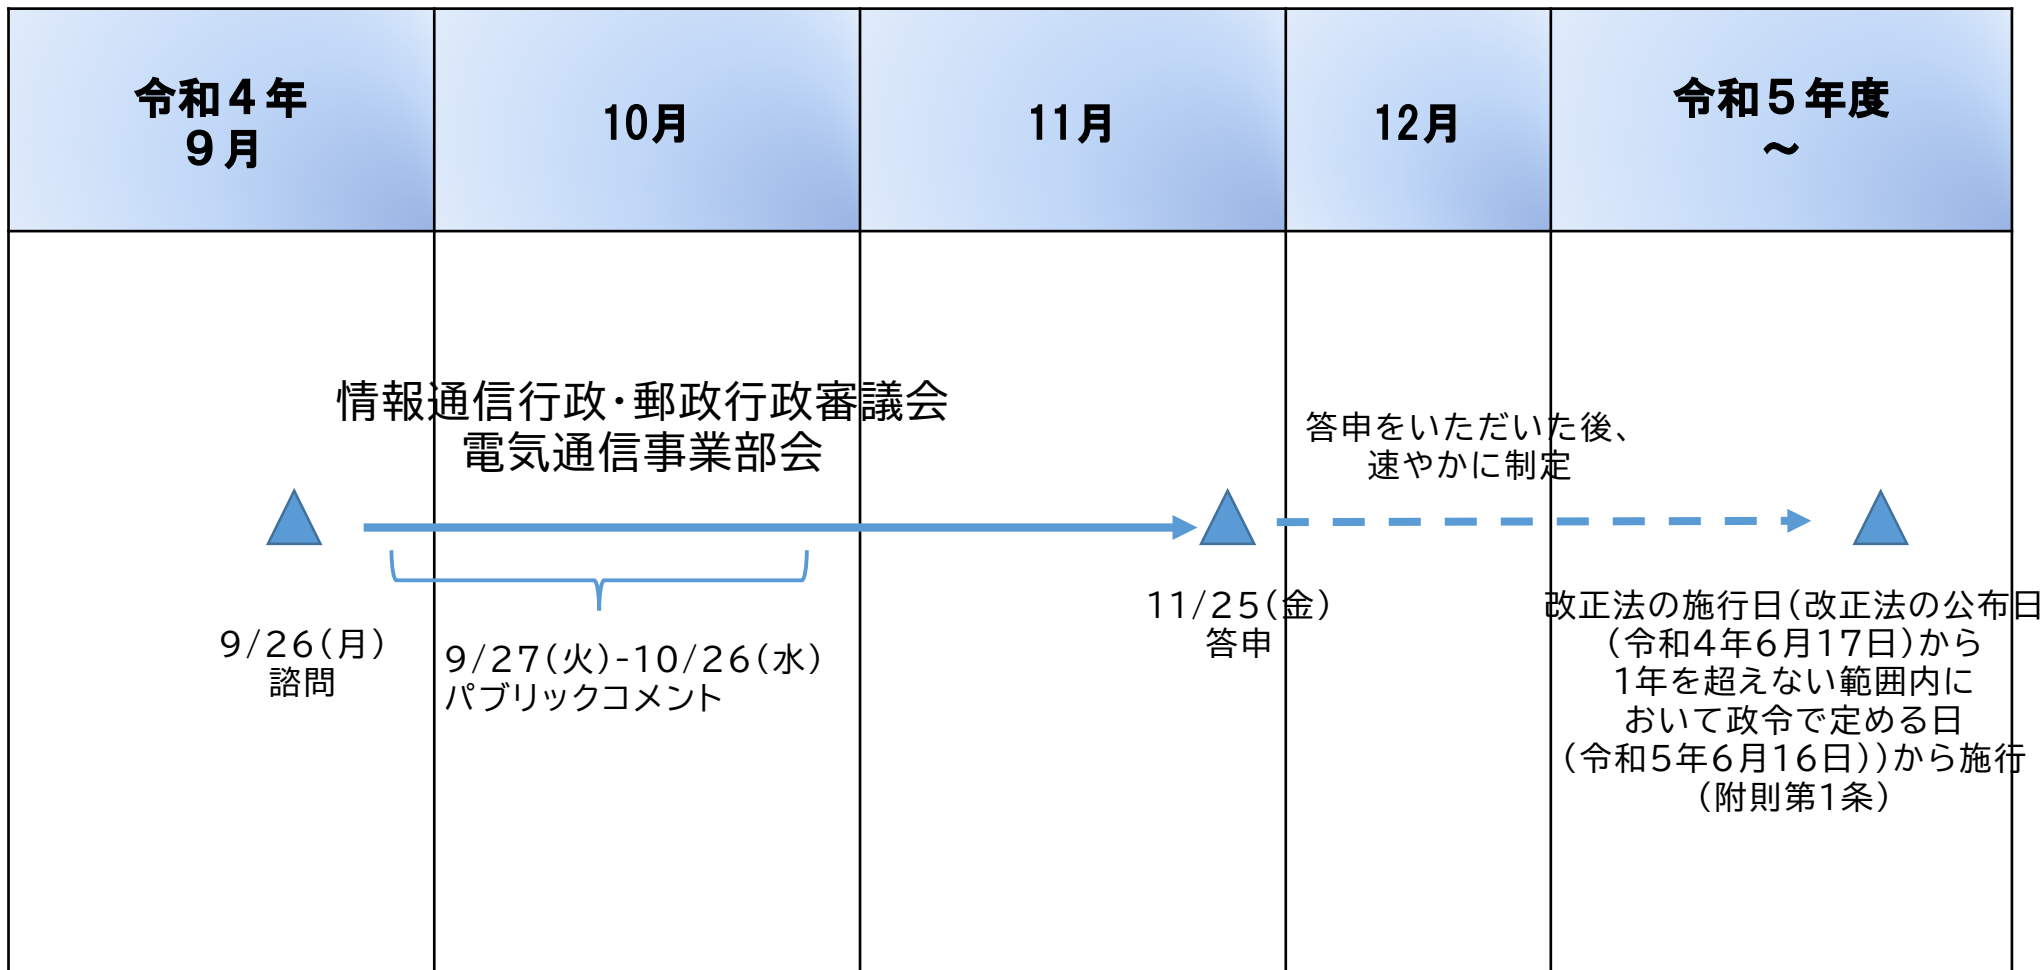 令和４年
９月
10月
11月
12月
令和５年度
～
情報通信行政・郵政行政審議会
電気通信事業部会
答申をいただいた後、
速やかに制定
9/26（月）
諮問
9/27（火）-10/26（水）
パブリックコメント
11/25（金）
答申
改正法の施行日（改正法の公布日
（令和4年6月17日）から
1年を超えない範囲内に
おいて政令で定める日
（令和5年6月16日））から施行
（附則第1条）